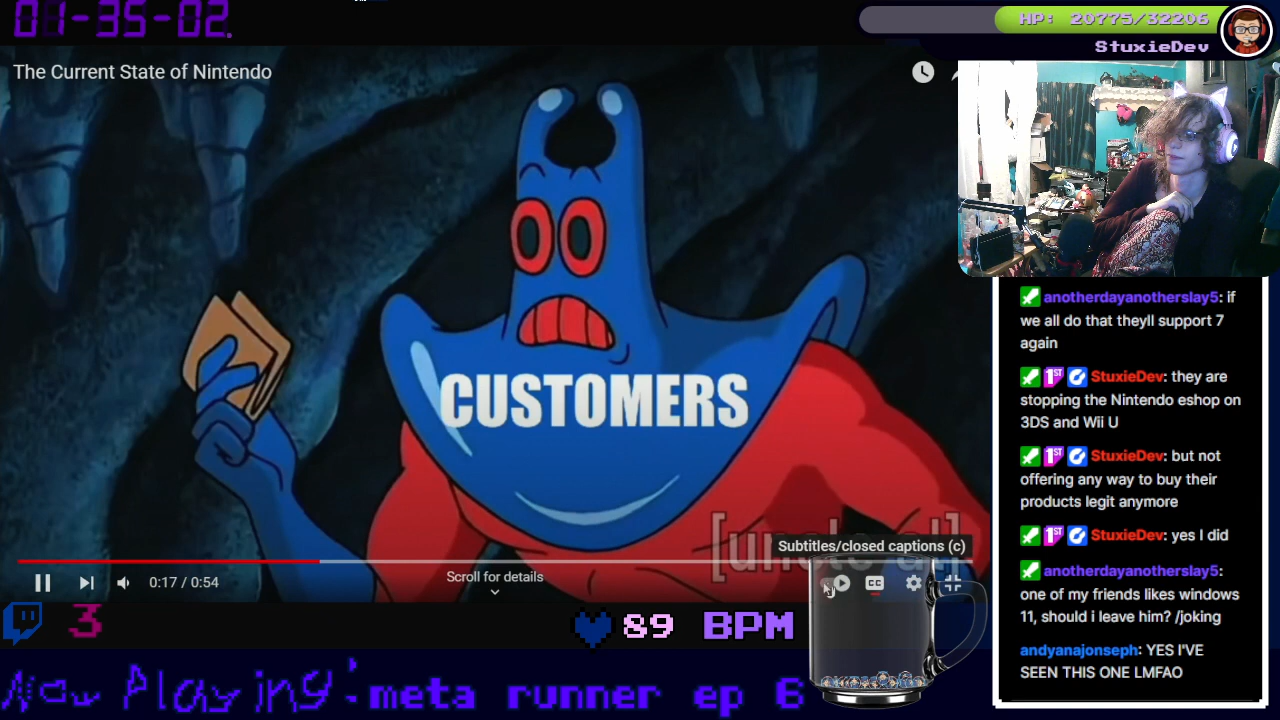 01-35-02.
HP: 20775/32206
StuxieDev
The Current State of Nintendo
CUSTOMERS
Subtitles/closed captions (c)
0:17 / 0:54
Scroll for details
CC
3
89 BPM
Now Playing:
meta runner ep 6
anotherdayanotherslay5: if
we all do that theyll support 7
again
1ST StuxieDev: they are
stopping the Nintendo eshop on
3DS and Wii U
1ST StuxieDev: but not
offering any way to buy their
products legit anymore
1ST StuxieDev: yes I did
anotherdayanotherslay5:
one of my friends likes windows
11, should i leave him? /joking
andyanajonseph: YES I'VE
SEEN THIS ONE LMFAO